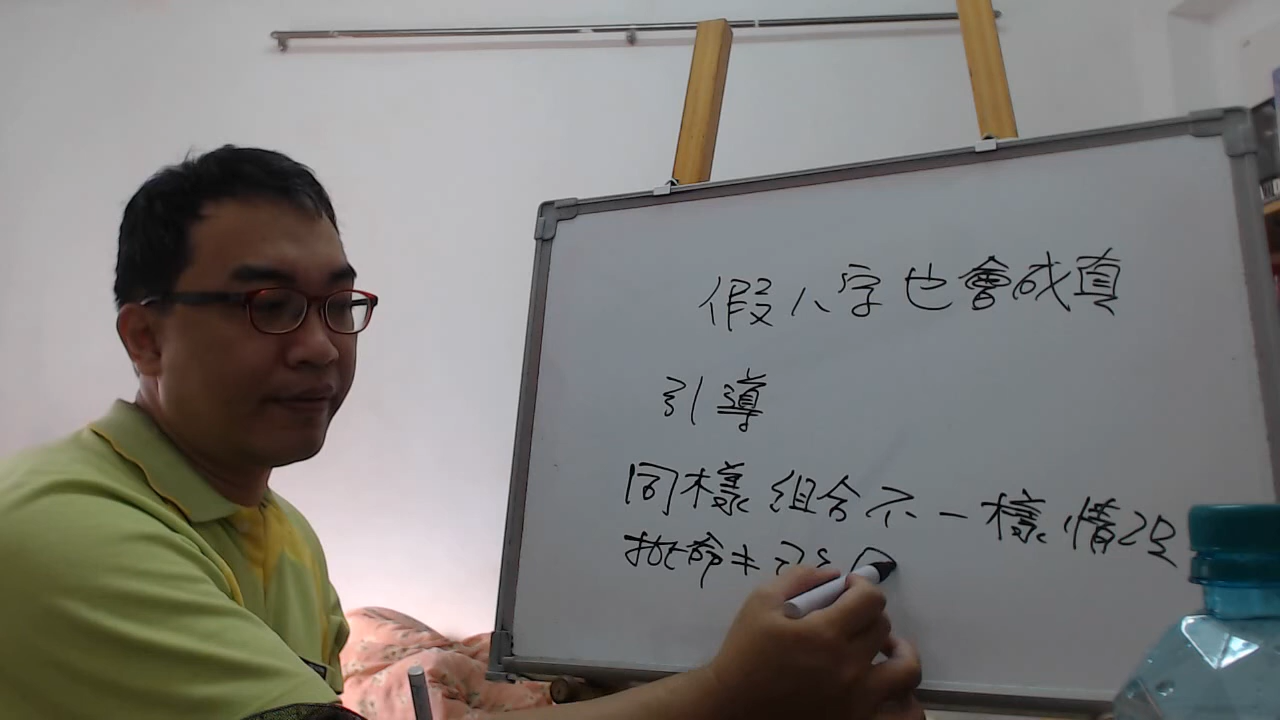 假八字也會成真
引導
同樣組合不一樣情況
批命